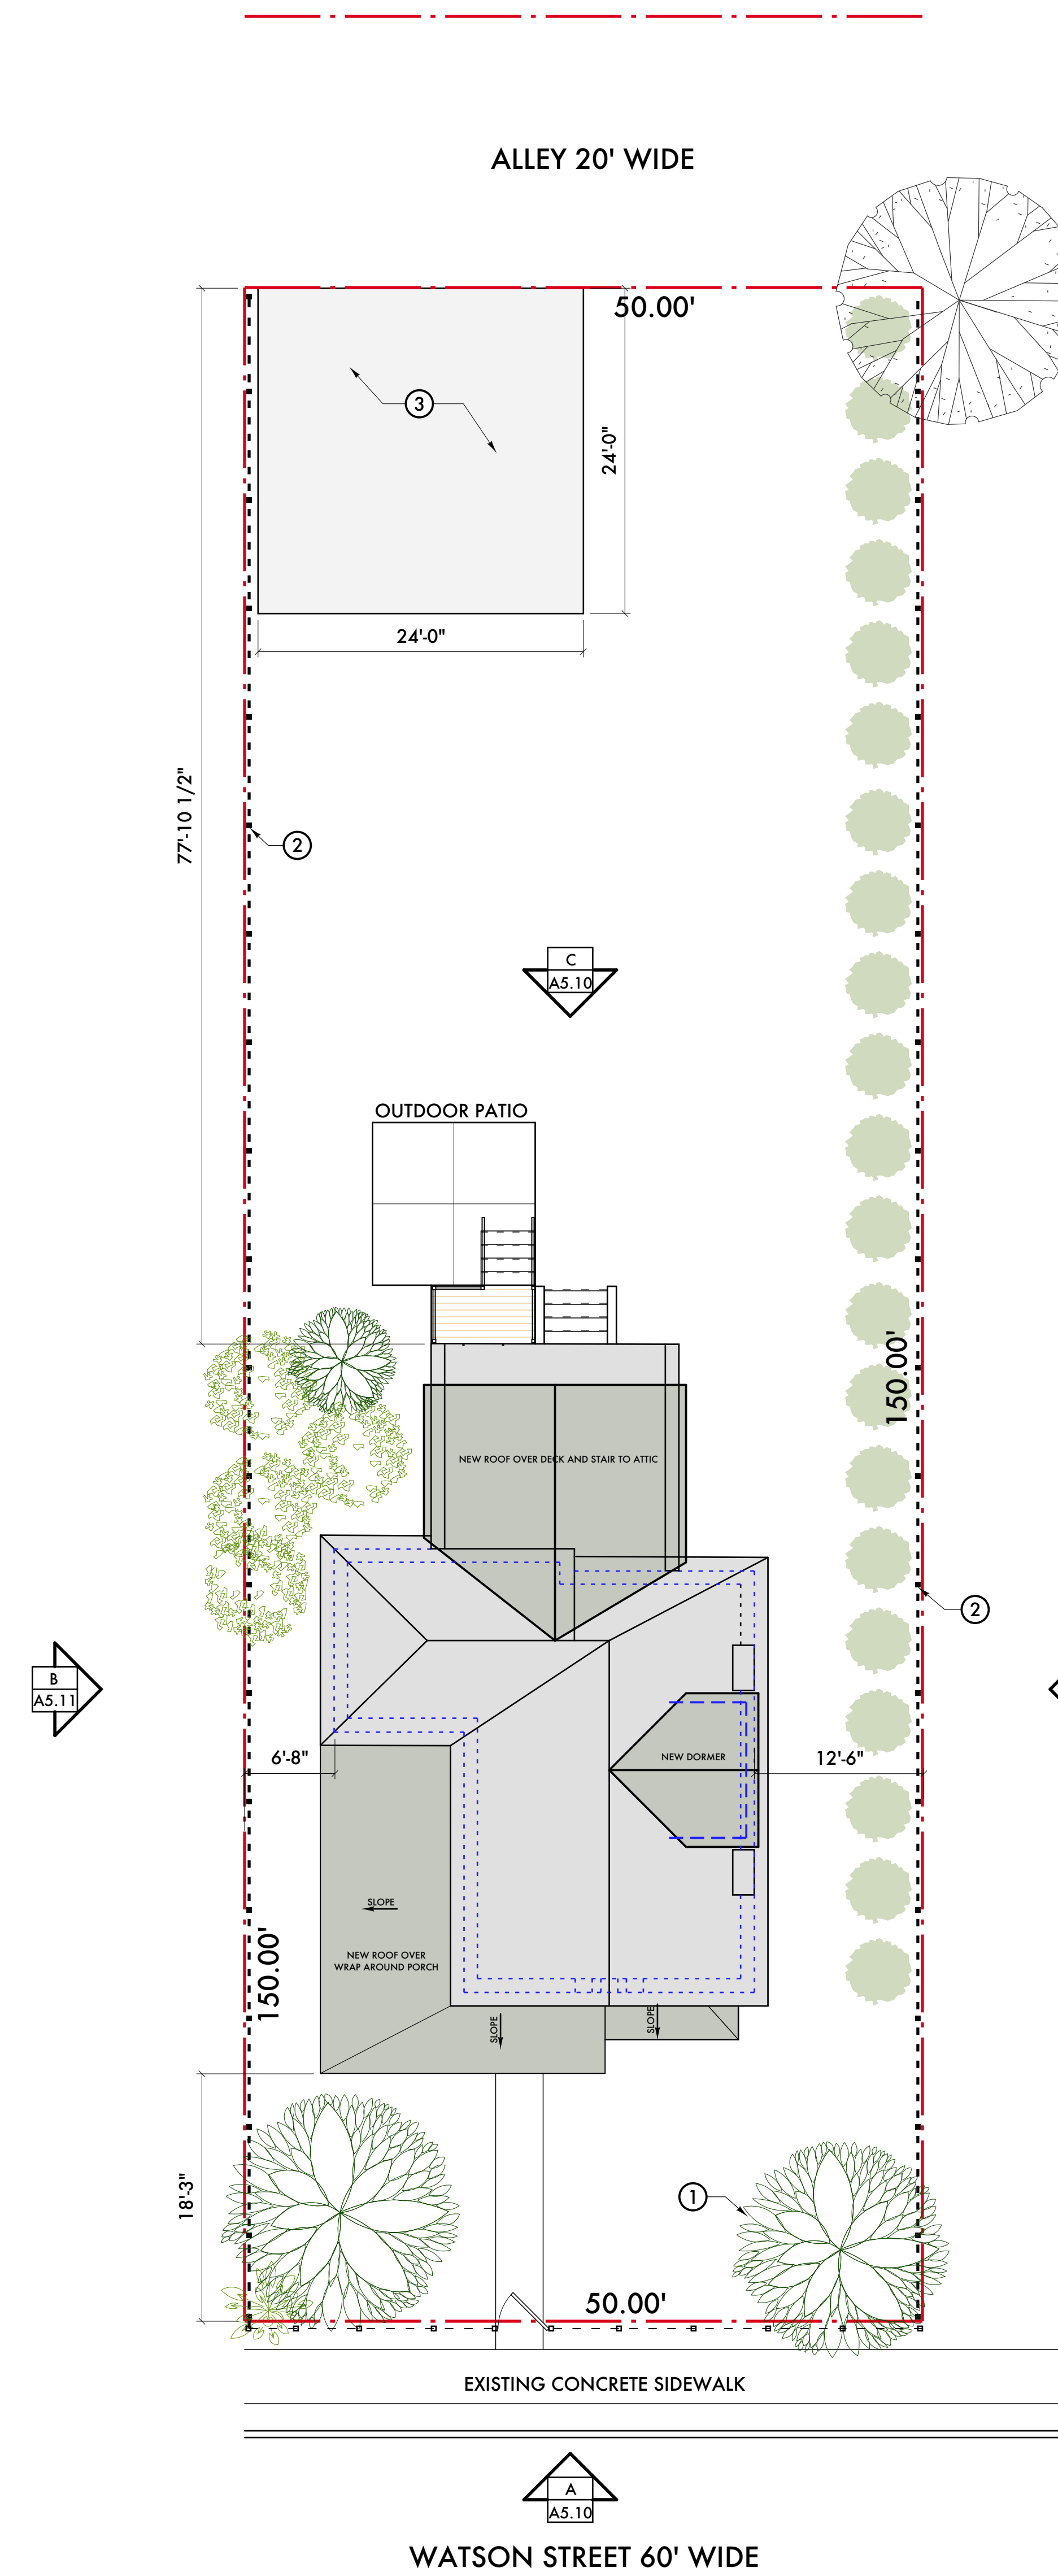 ALLEY 20' WIDE
50.00'
3
24'-0"
24'-0"
77'-10 1/2"
2
C
A5.10
OUTDOOR PATIO
150.00'
NEW ROOF OVER DECK AND STAIR TO ATTIC
2
B
A5.11
6'-8"
NEW DORMER
12'-6"
SLOPE
NEW ROOF OVER
WRAP AROUND PORCH
150.00'
SLOPE
SLOPE
18'-3"
1
50.00'
EXISTING CONCRETE SIDEWALK
A
A5.10
WATSON STREET 60' WIDE